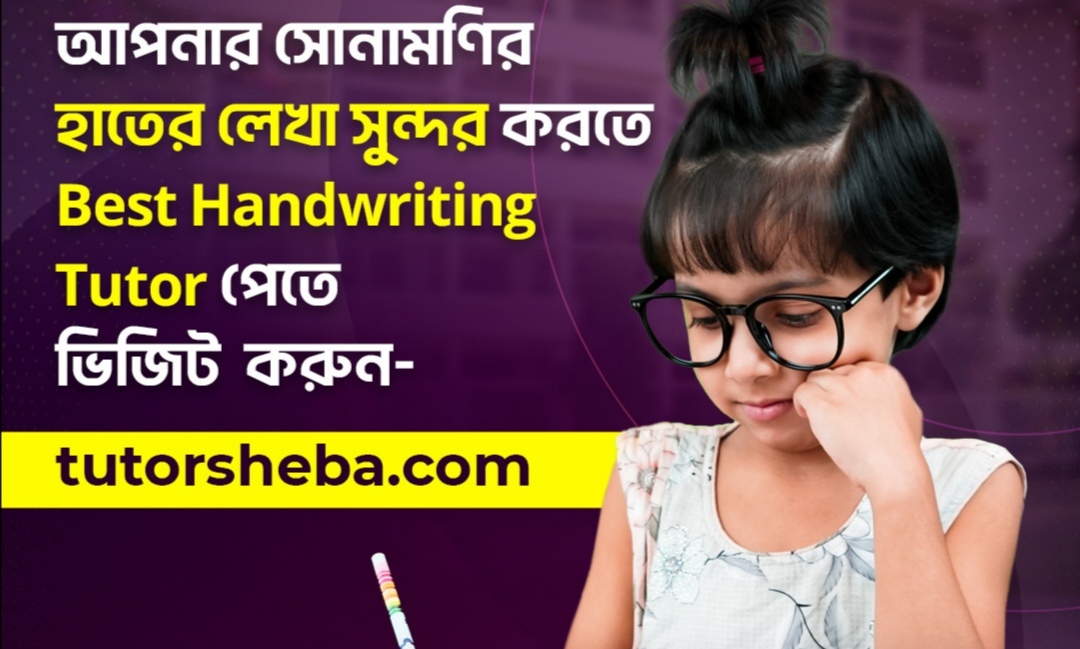 আপনার সোনামণির
হাতের লেখা সুন্দর করতে
Best Handwriting
Tutor পেতে
ভিজিট করুন-
tutorsheba.com